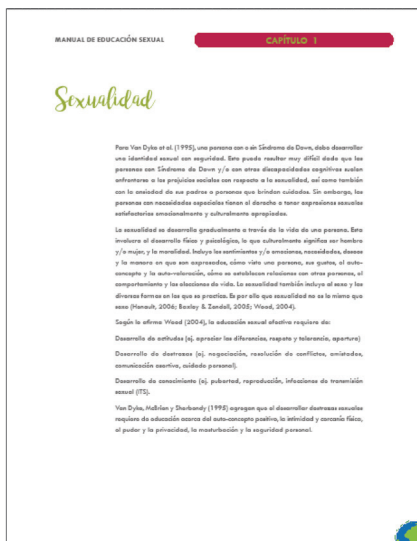 MANUAL DE EDUCACIÓN SEXUAL
CAPÍTULO 1
Sexualidad
Para Van Dyke et al. (1995), una persona con o sin Síndrome de Down, debe desarrollar
una identidad sexual con seguridad. Esto puede resultar muy difícil dado que las
personas con Síndrome de Down y/o con otras discapacidades cognitivas suelen
enfrentarse a los prejuicios sociales con respecto a la sexualidad, así como también
con la ansiedad de sus padres o personas que brindan cuidados. Sin embargo, las
personas con necesidades especiales tienen el derecho a tener expresiones sexuales
satisfactorias emocionalmente y culturalmente apropiadas.
La sexualidad se desarrolla gradualmente a través de la vida de una persona. Esta
involucra el desarrollo físico y psicológico, lo que culturalmente significa ser hombre
y/o mujer, y la moralidad. Incluye los sentimientos y/o emociones, necesidades, deseos
y la manera en que son expresados, cómo viste una persona, sus gustos, el auto-
concepto y la auto-valoración, cómo se establecen relaciones con otras personas, el
comportamiento y las elecciones de vida. La sexualidad también incluye al sexo y las
diversas formas en las que se practica. Es por ello que sexualidad no es lo mismo que
sexo (Henault, 2006; Baxley & Zendell, 2005; Wood, 2004).
Según lo afirma Wood (2004), la educación sexual efectiva requiere de:
Desarrollo de actitudes (ej. apreciar las diferencias, respeto y tolerancia, apertura)
Desarrollo de destrezas (ej. negociación, resolución de conflictos, amistades,
comunicación asertiva, cuidado personal).
Desarrollo de conocimiento (ej. pubertad, reproducción, infecciones de transmisión
sexual (ITS).
Van Dyke, McBrien y Sherbondy (1995) agregan que el desarrollar destrezas sexuales
requiere de educación acerca del auto-concepto positivo, la intimidad y cercanía física,
el pudor y la privacidad, la masturbación y la seguridad personal.